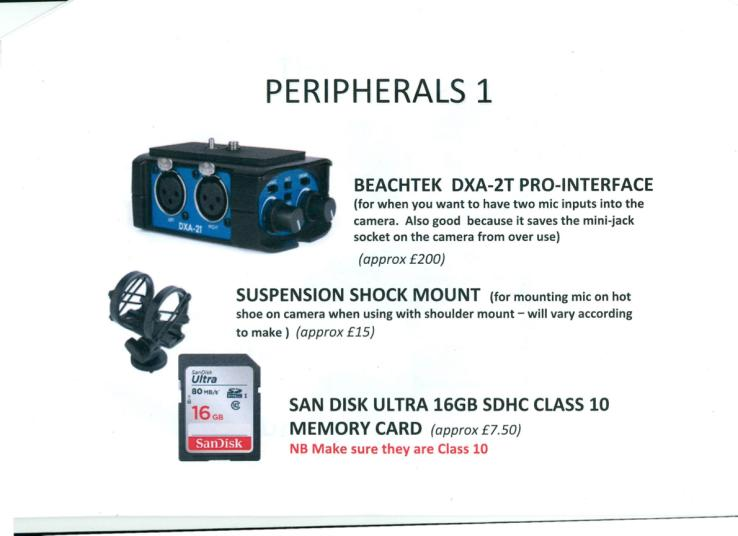 PERIPHERALS 1
BEACHTEK DXA-2T PRO-INTERFACE
(for when you want to have two mic inputs into the
camera. Also good because it saves the mini-jack
socket on the camera from over use)
(approx £200)
DXA-2T
SUSPENSION SHOCK MOUNT (for mounting mic on hot
shoe on camera when using with shoulder mount – will vary according
to make ) (approx £15)
SanDisk
Ultra
80 MB/s
16 GB
SanDisk
SAN DISK ULTRA 16GB SDHC CLASS 10
MEMORY CARD (approx £7.50)
NB Make sure they are Class 10